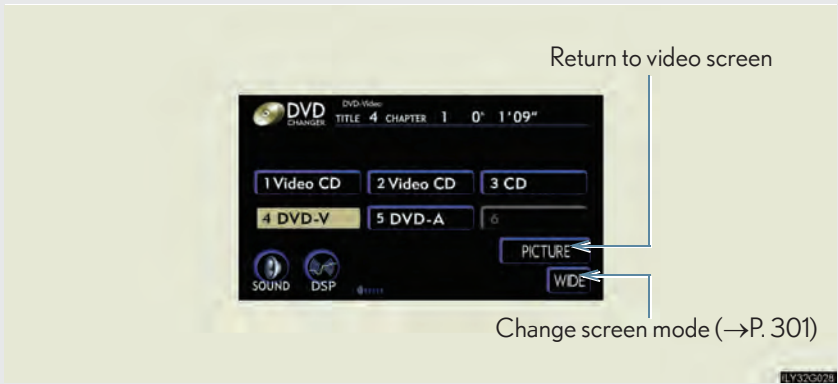 Return to video screen
DVD-Video
DVD
CHANGER
TITLE 4 CHAPTER 1 0° 1'09"
1 Video CD 2 Video CD 3 CD
4 DVD-V 5 DVD-A 6
PICTURE
SOUND DSP WIDE
Change screen mode (→P. 301)
ILY32G028